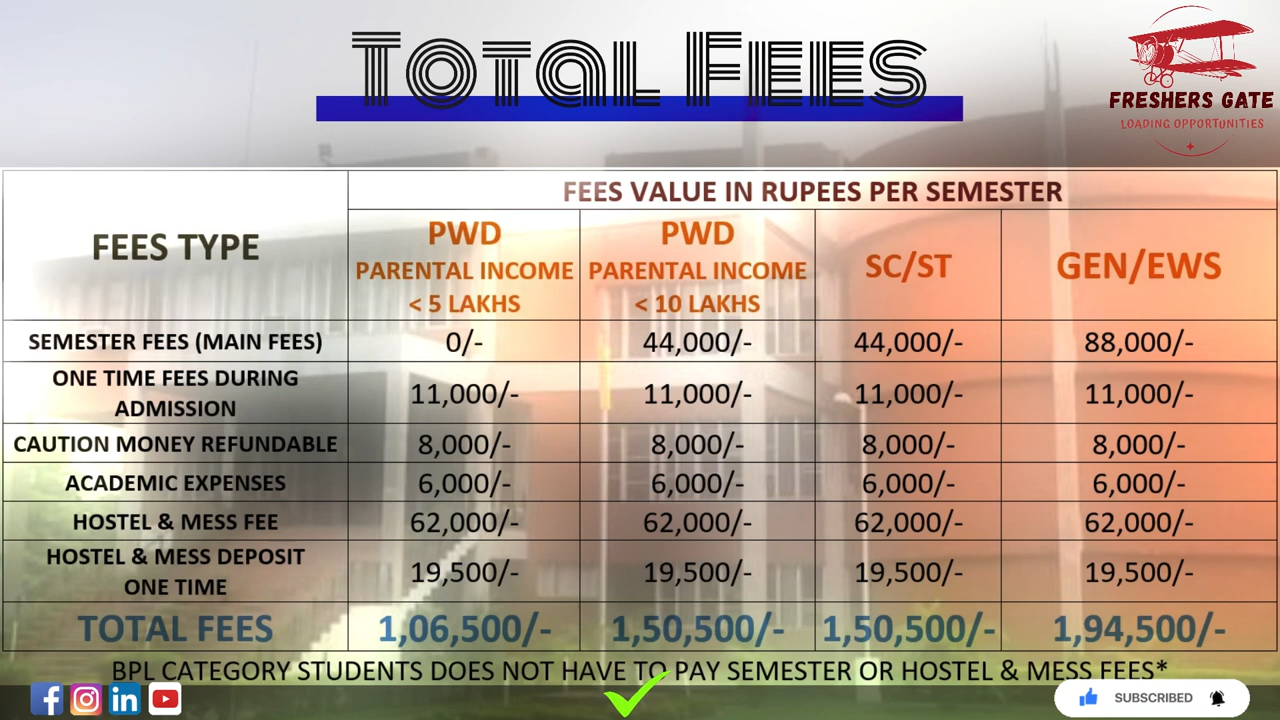 Total Fees
FRESHERS GATE
LOADING OPPORTUNITIES
FEES TYPE
FEES VALUE IN RUPEES PER SEMESTER
PWD
PARENTAL INCOME
< 5 LAKHS
PWD
PARENTAL INCOME
< 10 LAKHS
SC/ST
GEN/EWS
SEMESTER FEES (MAIN FEES) 0/- 44,000/- 44,000/- 88,000/-
ONE TIME FEES DURING
ADMISSION 11,000/- 11,000/- 11,000/- 11,000/-
CAUTION MONEY REFUNDABLE 8,000/- 8,000/- 8,000/- 8,000/-
ACADEMIC EXPENSES 6,000/- 6,000/- 6,000/- 6,000/-
HOSTEL & MESS FEE 62,000/- 62,000/- 62,000/- 62,000/-
HOSTEL & MESS DEPOSIT
ONE TIME 19,500/- 19,500/- 19,500/- 19,500/-
TOTAL FEES 1,06,500/- 1,50,500/- 1,50,500/- 1,94,500/-
BPL CATEGORY STUDENTS DOES NOT HAVE TO PAY SEMESTER OR HOSTEL & MESS FEES*
SUBSCRIBED